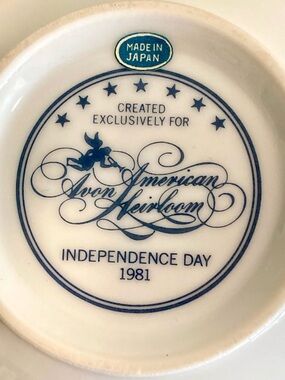 MADE IN
JAPAN
CREATED
EXCLUSIVELY FOR
Avon American
Heirloom
INDEPENDENCE DAY
1981